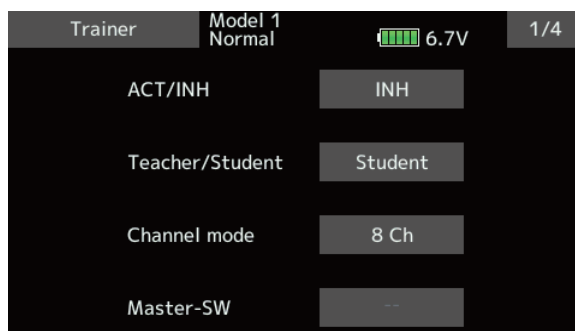 Trainer
Model 1
Normal
6.7V
1/4
ACT/INH
INH
Teacher/Student
Student
Channel mode
8 Ch
Master-SW
--